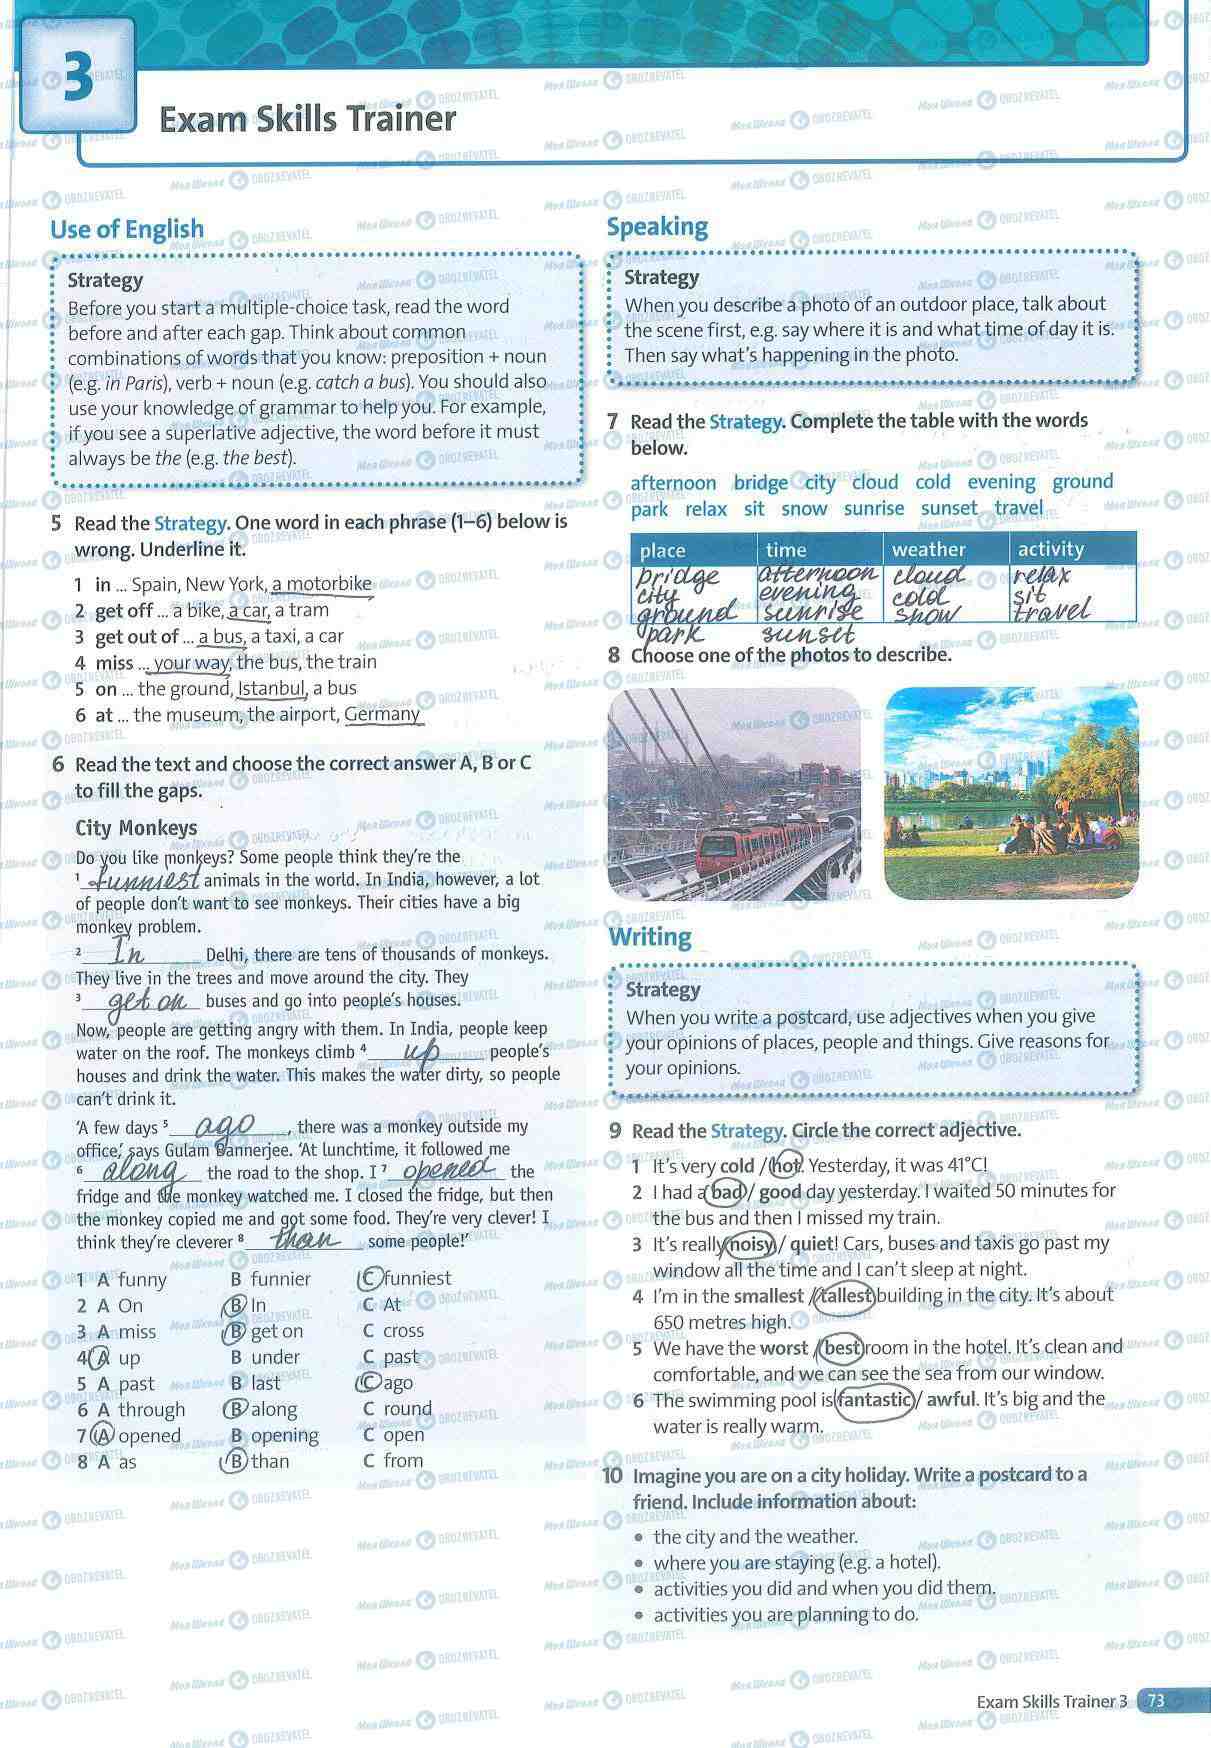 3
Exam Skills Trainer
Use of English
Strategy
Before you start a multiple-choice task, read the word
before and after each gap. Think about common
combinations of words that you know: preposition + noun
(e.g. in Paris), verb + noun (e.g. catch a bus). You should also
use your knowledge of grammar to help you. For example,
if you see a superlative adjective, the word before it must
always be the (e.g. the best).
5 Read the Strategy. One word in each phrase (1–6) below is
wrong. Underline it.
1 in ... Spain, New York, a motorbike
2 get off ... a bike, a car, a tram
3 get out of ... a bus, a taxi, a car
4 miss ... your way, the bus, the train
5 on ... the ground, Istanbul, a bus
6 at ... the museum, the airport, Germany
6 Read the text and choose the correct answer A, B or C
to fill the gaps.
City Monkeys
Do you like monkeys? Some people think they're the
1 funniest animals in the world. In India, however, a lot
of people don't want to see monkeys. Their cities have a big
monkey problem.
2 In Delhi, there are tens of thousands of monkeys.
They live in the trees and move around the city. They
3 get on buses and go into people's houses.
Now, people are getting angry with them. In India, people keep
water on the roof. The monkeys climb 4 up people's
houses and drink the water. This makes the water dirty, so people
can't drink it.
'A few days 5 ago, there was a monkey outside my
office,' says Gulam Bannerjee. 'At lunchtime, it followed me
6 along the road to the shop. I 7 opened the
fridge and the monkey watched me. I closed the fridge, but then
the monkey copied me and got some food. They're very clever! I
think they're cleverer 8 than some people!'
1 A funny B funnier C funniest
2 A On B In C At
3 A miss B get on C cross
4 A up B under C past
5 A past B last C ago
6 A through B along C round
7 A opened B opening C open
8 A as B than C from
Speaking
Strategy
When you describe a photo of an outdoor place, talk about
the scene first, e.g. say where it is and what time of day it is.
Then say what's happening in the photo.
7 Read the Strategy. Complete the table with the words
below.
afternoon bridge city cloud cold evening ground
park relax sit snow sunrise sunset travel
place time weather activity
bridge afternoon cloud relax
city evening cold sit
ground sunrise snow travel
park sunset
8 Choose one of the photos to describe.
Writing
Strategy
When you write a postcard, use adjectives when you give
your opinions of places, people and things. Give reasons for
your opinions.
9 Read the Strategy. Circle the correct adjective.
1 It's very cold / hot. Yesterday, it was 41°C!
2 I had a bad / good day yesterday. I waited 50 minutes for
the bus and then I missed my train.
3 It's really noisy / quiet! Cars, buses and taxis go past my
window all the time and I can't sleep at night.
4 I'm in the smallest / tallest building in the city. It's about
650 metres high.
5 We have the worst / best room in the hotel. It's clean and
comfortable, and we can see the sea from our window.
6 The swimming pool is fantastic / awful. It's big and the
water is really warm.
10 Imagine you are on a city holiday. Write a postcard to a
friend. Include information about:
• the city and the weather.
• where you are staying (e.g. a hotel).
• activities you did and when you did them.
• activities you are planning to do.
Exam Skills Trainer 3 73
Моя Школа OBOZREVATEL